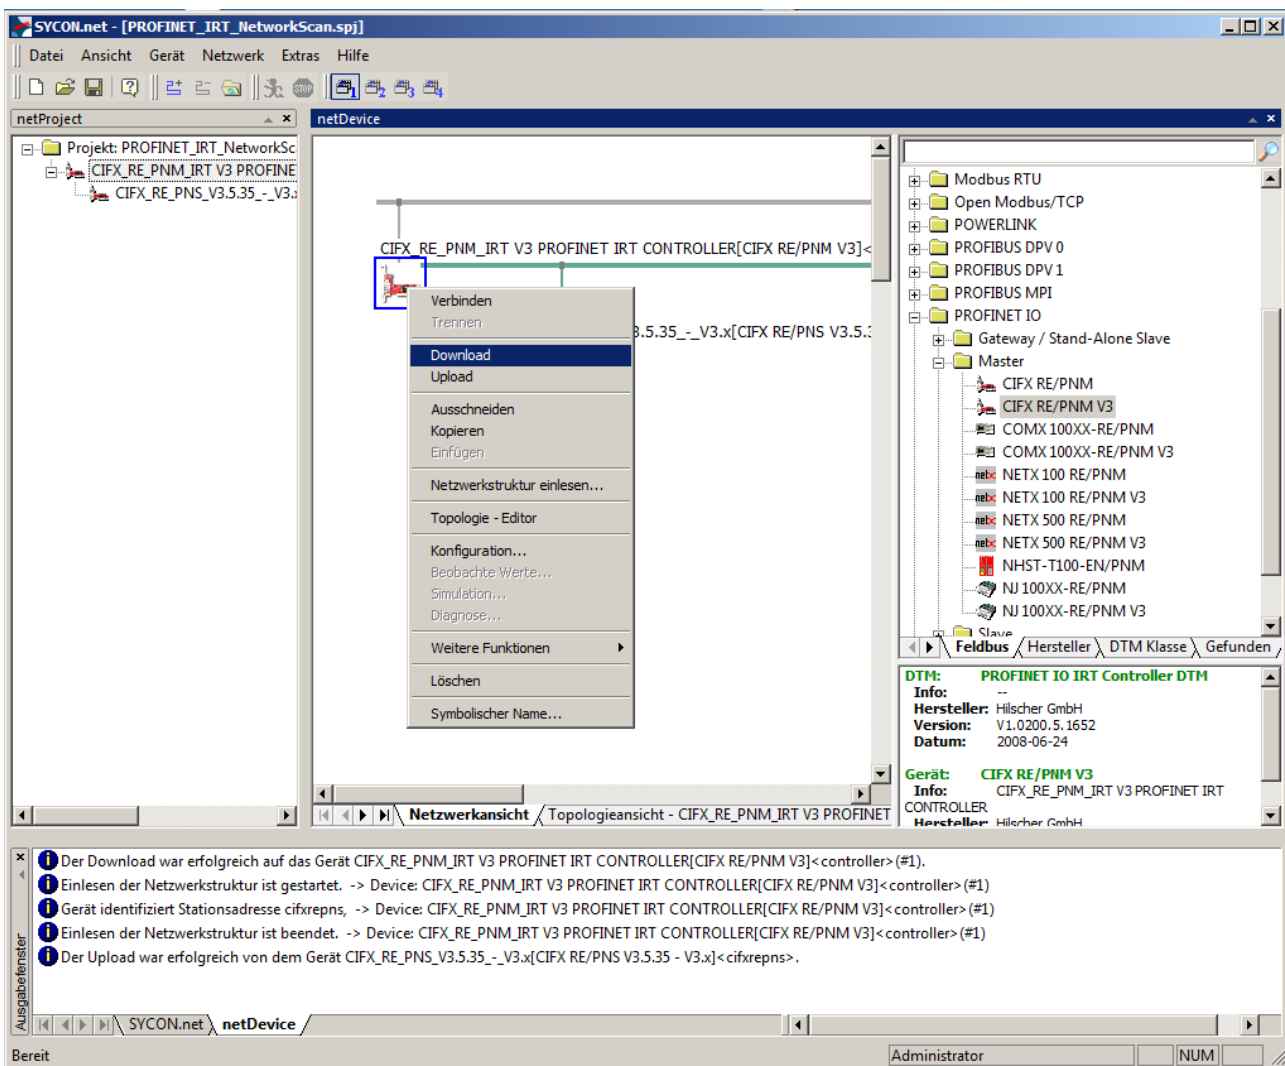 SYCON.net - [PROFINET_IRT_NetworkScan.spj]
Datei Ansicht Gerät Netzwerk Extras Hilfe
netProject
netDevice
Projekt: PROFINET_IRT_NetworkSc
CIFX_RE_PNM_IRT V3 PROFINE
CIFX_RE_PNS_V3.5.35_-_V3.x
CIFX_RE_PNM_IRT V3 PROFINET IRT CONTROLLER[CIFX RE/PNM V3]<
3.5.35_-_V3.x[CIFX RE/PNS V3.5.3
Verbinden
Trennen
Download
Upload
Ausschneiden
Kopieren
Einfügen
Netzwerkstruktur einlesen...
Topologie - Editor
Konfiguration...
Beobachte Werte...
Simulation...
Diagnose...
Weitere Funktionen
Löschen
Symbolischer Name...
Netzwerkansicht Topologieansicht - CIFX_RE_PNM_IRT V3 PROFINET
Modbus RTU
Open Modbus/TCP
POWERLINK
PROFIBUS DPV0
PROFIBUS DPV1
PROFIBUS MPI
PROFINET IO
Gateway / Stand-Alone Slave
Master
CIFX RE/PNM
CIFX RE/PNM V3
COMX 100XX-RE/PNM
COMX 100XX-RE/PNM V3
NETX 100 RE/PNM
NETX 100 RE/PNM V3
NETX 500 RE/PNM
NETX 500 RE/PNM V3
NHST-T100-EN/PNM
NJ 100XX-RE/PNM
NJ 100XX-RE/PNM V3
Slave
Feldbus Hersteller DTM Klasse Gefunden
DTM: PROFINET IO IRT Controller DTM
Info: --
Hersteller: Hilscher GmbH
Version: V1.0200.5.1652
Datum: 2008-06-24
Gerät: CIFX RE/PNM V3
Info: CIFX_RE_PNM_IRT V3 PROFINET IRT
CONTROLLER
Hersteller: Hilscher GmbH
Der Download war erfolgreich auf das Gerät CIFX_RE_PNM_IRT V3 PROFINET IRT CONTROLLER[CIFX RE/PNM V3]<controller>(#1).
Einlesen der Netzwerkstruktur ist gestartet. -> Device: CIFX_RE_PNM_IRT V3 PROFINET IRT CONTROLLER[CIFX RE/PNM V3]<controller>(#1)
Gerät identifiziert Stationsadresse cifxrepns, -> Device: CIFX_RE_PNM_IRT V3 PROFINET IRT CONTROLLER[CIFX RE/PNM V3]<controller>(#1)
Einlesen der Netzwerkstruktur ist beendet. -> Device: CIFX_RE_PNM_IRT V3 PROFINET IRT CONTROLLER[CIFX RE/PNM V3]<controller>(#1)
Der Upload war erfolgreich von dem Gerät CIFX_RE_PNS_V3.5.35_-_V3.x[CIFX RE/PNS V3.5.35 - V3.x]<cifxrepns>.
Ausgabefenster
SYCON.net netDevice
Bereit
Administrator
NUM